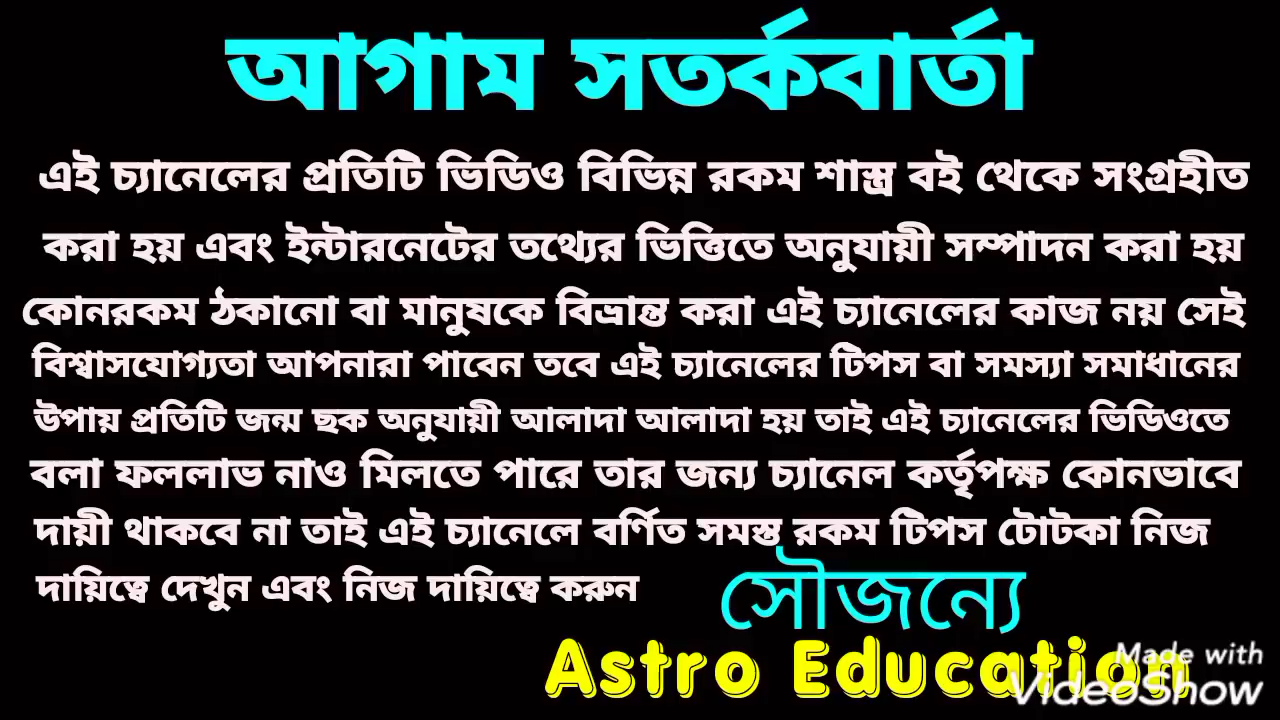 আগাম সতর্কবার্তা
এই চ্যানেলের প্রতিটি ভিডিও বিভিন্ন রকম শাস্ত্র বই থেকে সংগ্রহীত
করা হয় এবং ইন্টারনেটের তথ্যের ভিত্তিতে অনুযায়ী সম্পাদন করা হয়
কোনরকম ঠকানো বা মানুষকে বিভ্রান্ত করা এই চ্যানেলের কাজ নয় সেই
বিশ্বাসযোগ্যতা আপনারা পাবেন তবে এই চ্যানেলের টিপস বা সমস্যা সমাধানের
উপায় প্রতিটি জন্ম ছক অনুযায়ী আলাদা আলাদা হয় তাই এই চ্যানেলের ভিডিওতে
বলা ফললাভ নাও মিলতে পারে তার জন্য চ্যানেল কর্তৃপক্ষ কোনভাবে
দায়ী থাকবে না তাই এই চ্যানেলে বর্ণিত সমস্ত রকম টিপস টোটকা নিজ
দায়িত্বে দেখুন এবং নিজ দায়িত্বে করুন
সৌজন্যে
Astro Education
Made with
VideoShow